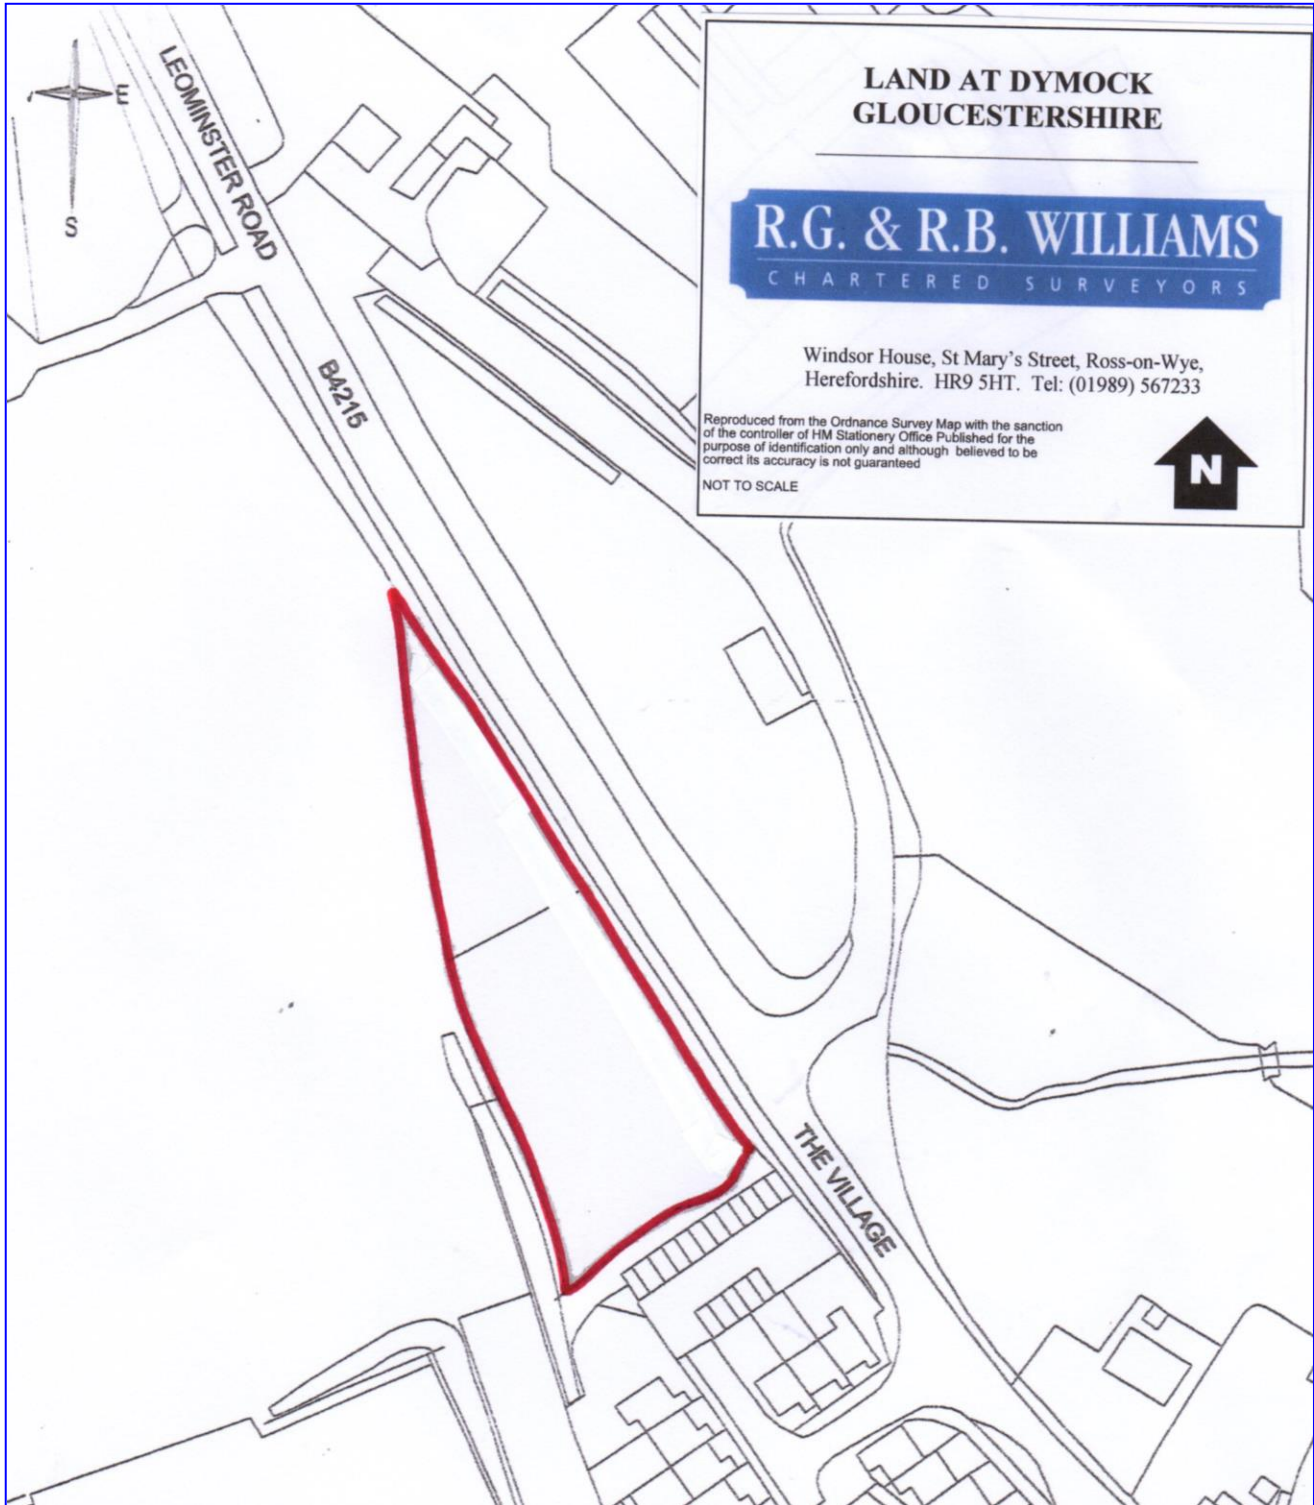 LAND AT DYMOCK
GLOUCESTERSHIRE
R.G. & R.B. WILLIAMS
CHARTERED SURVEYORS
Windsor House, St Mary's Street, Ross-on-Wye,
Herefordshire. HR9 5HT. Tel: (01989) 567233
Reproduced from the Ordnance Survey Map with the sanction
of the controller of HM Stationery Office Published for the
purpose of identification only and although believed to be
correct its accuracy is not guaranteed
NOT TO SCALE
N
E
S
LEOMINSTER ROAD
B4215
THE VILLAGE